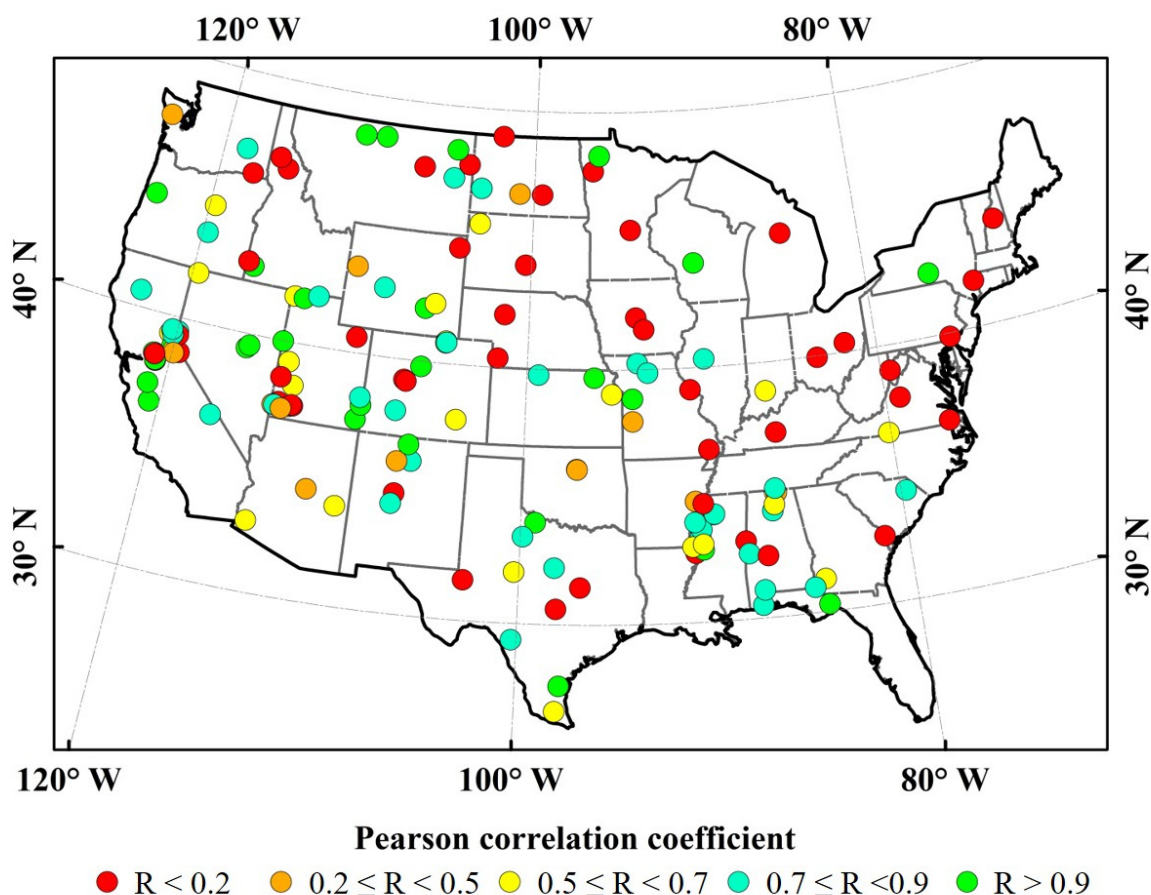 120° W 100° W 80° W
40° N 40° N
30° N 30° N
120° W 100° W 80° W
Pearson correlation coefficient
R < 0.2 0.2 ≤ R < 0.5 0.5 ≤ R < 0.7 0.7 ≤ R <0.9 R > 0.9